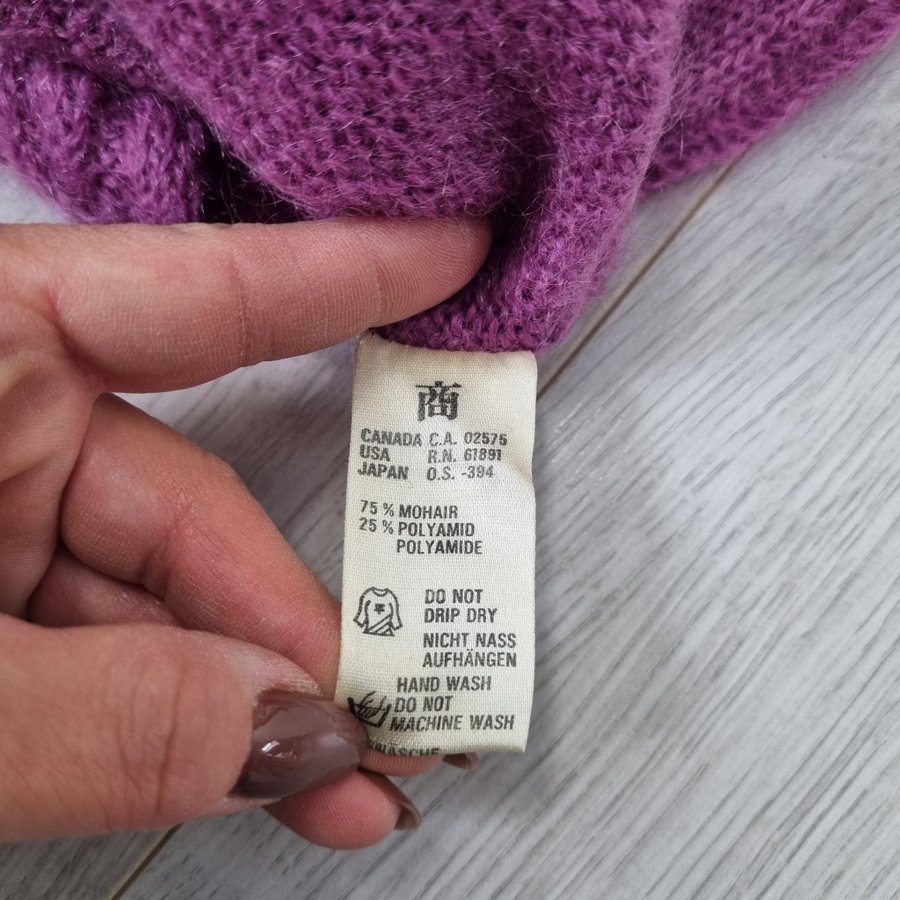 商
CANADA C.A. 02575
USA R.N. 61891
JAPAN O.S. -394
75 % MOHAIR
25 % POLYAMID
POLYAMIDE
DO NOT
DRIP DRY
NICHT NASS
AUFHÄNGEN
HAND WASH
DO NOT
MACHINE WASH